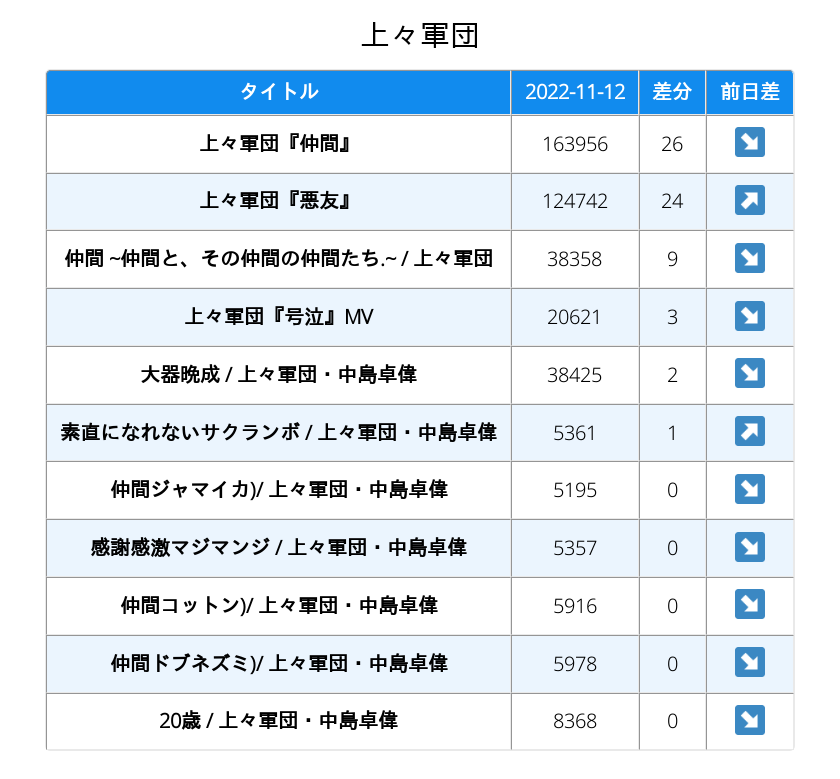 上々軍団
タイトル 2022-11-12 差分 前日差
上々軍団『仲間』 163956 26 ↘
上々軍団『悪友』 124742 24 ↗
仲間 ~仲間と、その仲間の仲間たち.~ / 上々軍団 38358 9 ↘
上々軍団『号泣』MV 20621 3 ↘
大器晩成 / 上々軍団・中島卓偉 38425 2 ↘
素直になれないサクランボ / 上々軍団・中島卓偉 5361 1 ↗
仲間ジャマイカ)/ 上々軍団・中島卓偉 5195 0 ↘
感謝感激マジマンジ / 上々軍団・中島卓偉 5357 0 ↘
仲間コットン)/ 上々軍団・中島卓偉 5916 0 ↘
仲間ドブネズミ)/ 上々軍団・中島卓偉 5978 0 ↘
20歳 / 上々軍団・中島卓偉 8368 0 ↘